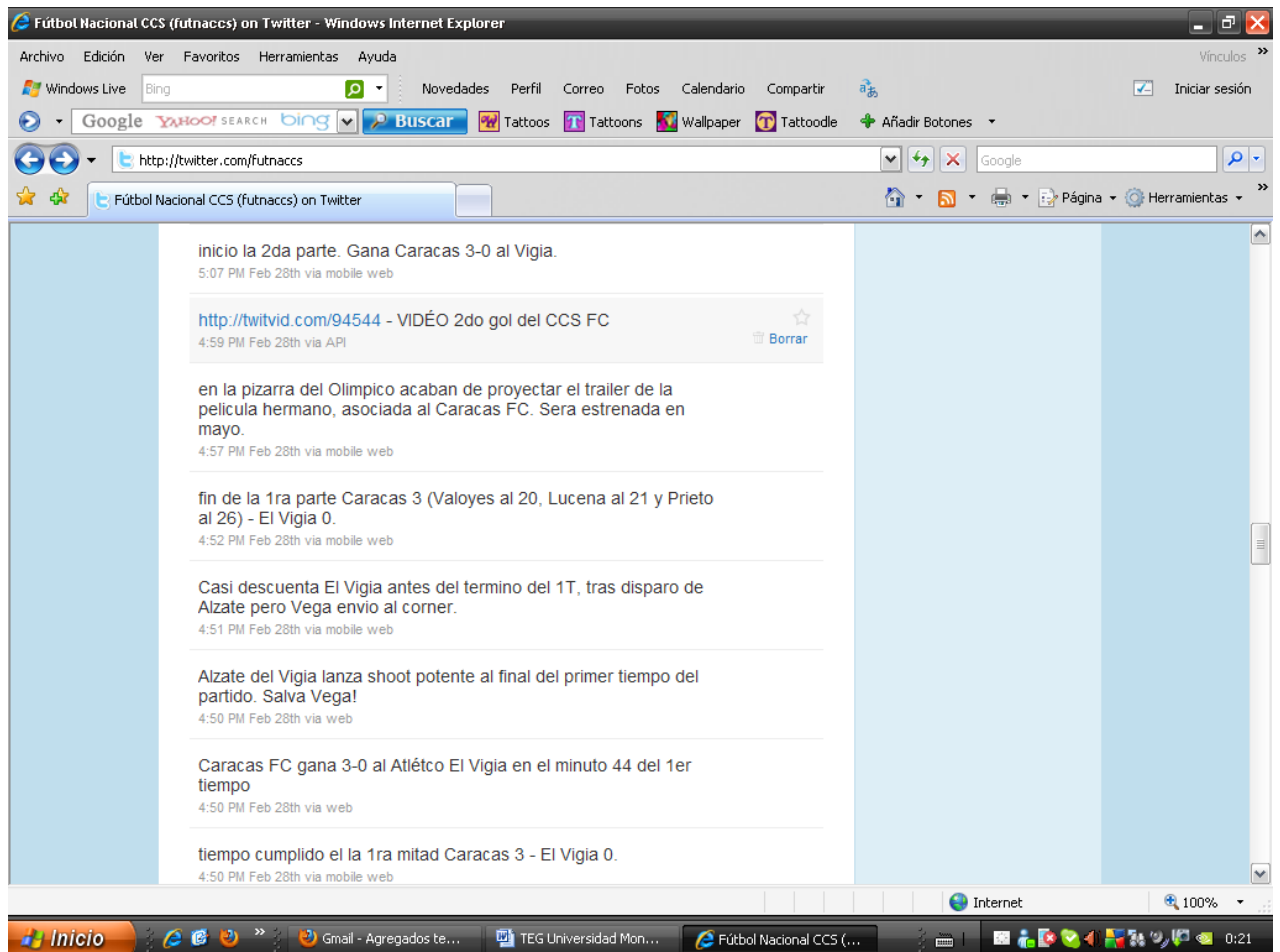 Fútbol Nacional CCS (futnaccs) on Twitter - Windows Internet Explorer
Archivo Edición Ver Favoritos Herramientas Ayuda Vínculos »
Windows Live Bing Novedades Perfil Correo Fotos Calendario Compartir Iniciar sesión
Google YAHOO! SEARCH bing Buscar Tattoos Tattoons Wallpaper Tattoodle Añadir Botones
http://twitter.com/futnaccs Google
Fútbol Nacional CCS (futnaccs) on Twitter Página Herramientas »
inicio la 2da parte. Gana Caracas 3-0 al Vigia.
5:07 PM Feb 28th via mobile web
http://twitvid.com/94544 - VIDÉO 2do gol del CCS FC
4:59 PM Feb 28th via API Borrar
en la pizarra del Olimpico acaban de proyectar el trailer de la
pelicula hermano, asociada al Caracas FC. Sera estrenada en
mayo.
4:57 PM Feb 28th via mobile web
fin de la 1ra parte Caracas 3 (Valoyes al 20, Lucena al 21 y Prieto
al 26) - El Vigia 0.
4:52 PM Feb 28th via mobile web
Casi descuenta El Vigia antes del termino del 1T, tras disparo de
Alzate pero Vega envio al corner.
4:51 PM Feb 28th via mobile web
Alzate del Vigia lanza shoot potente al final del primer tiempo del
partido. Salva Vega!
4:50 PM Feb 28th via web
Caracas FC gana 3-0 al Atlétco El Vigia en el minuto 44 del 1er
tiempo
4:50 PM Feb 28th via web
tiempo cumplido el la 1ra mitad Caracas 3 - El Vigia 0.
4:50 PM Feb 28th via mobile web
Internet 100%
Inicio » Gmail - Agregados te... TEG Universidad Mon... Fútbol Nacional CCS (... 0:21